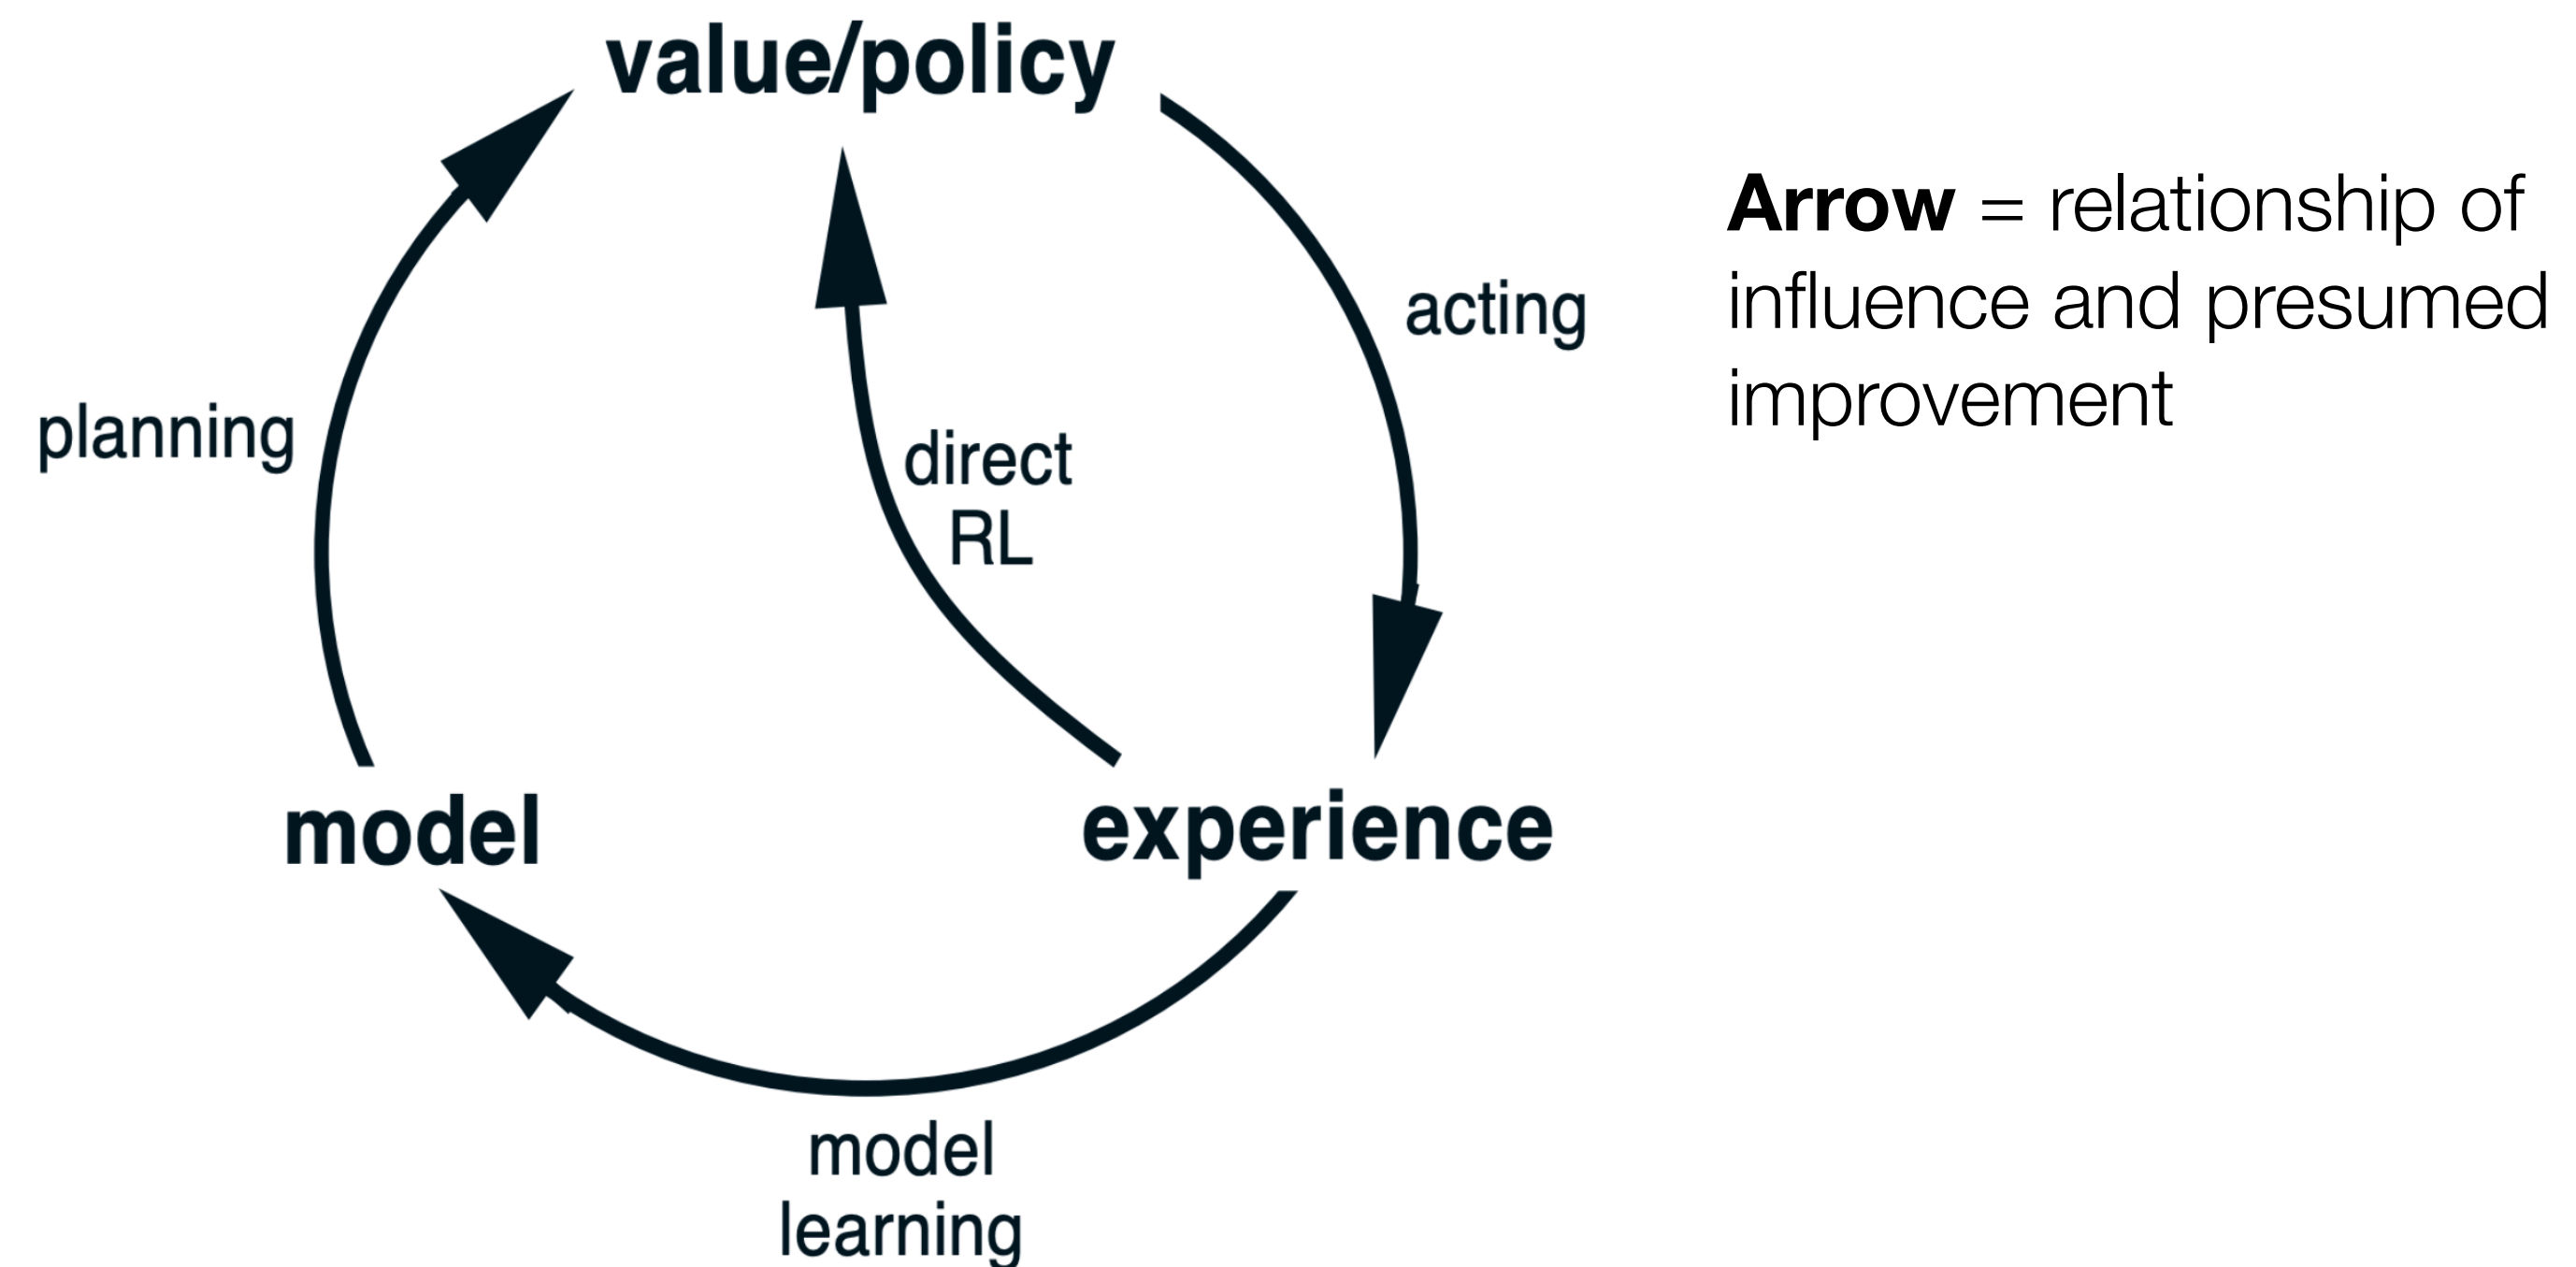 value/policy
acting
Arrow = relationship of
influence and presumed
improvement
planning
direct
RL
model
experience
model
learning